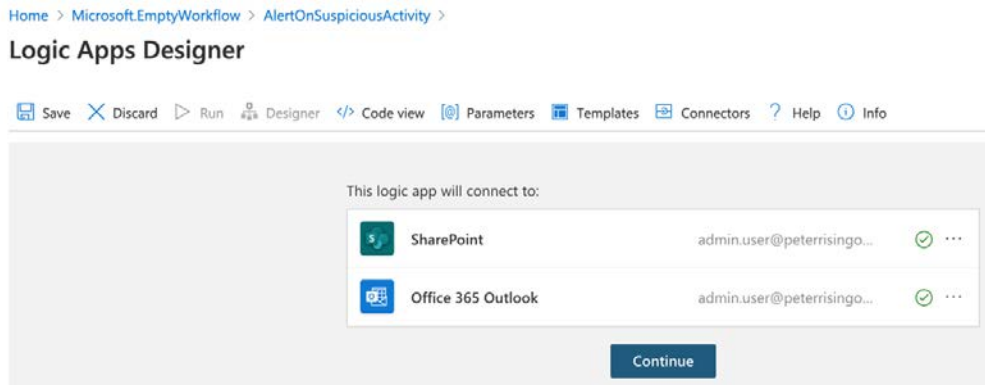 Home > Microsoft.EmptyWorkflow > AlertOnSuspiciousActivity >
Logic Apps Designer
Save Discard Run Designer </> Code view [@] Parameters Templates Connectors ? Help Info
This logic app will connect to:
SharePoint admin.user@peterrisingo... ...
Office 365 Outlook admin.user@peterrisingo... ...
Continue